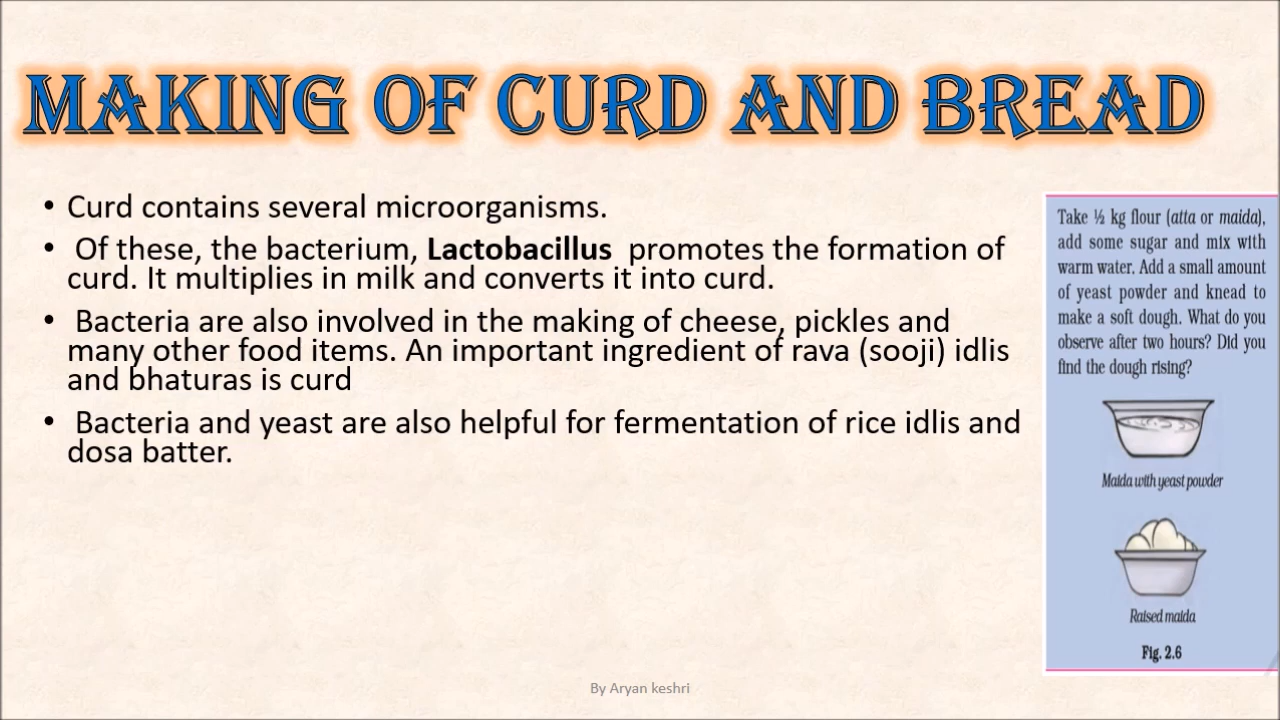 MAKING OF CURD AND BREAD
• Curd contains several microorganisms.
• Of these, the bacterium, Lactobacillus promotes the formation of
curd. It multiplies in milk and converts it into curd.
• Bacteria are also involved in the making of cheese, pickles and
many other food items. An important ingredient of rava (sooji) idlis
and bhaturas is curd
• Bacteria and yeast are also helpful for fermentation of rice idlis and
dosa batter.
Take ½ kg flour (atta or maida),
add some sugar and mix with
warm water. Add a small amount
of yeast powder and knead to
make a soft dough. What do you
observe after two hours? Did you
find the dough rising?
Maida with yeast powder
Raised maida
Fig. 2.6
By Aryan keshri